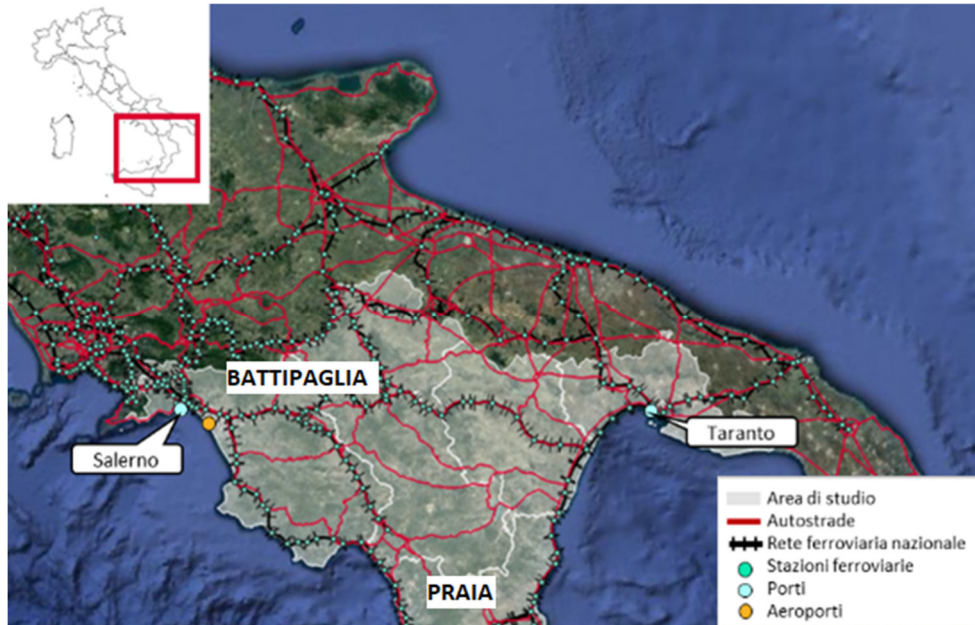 BATTIPAGLIA
Salerno
Taranto
PRAIA
Area di studio
Autostrade
Rete ferroviaria nazionale
Stazioni ferroviarie
Porti
Aeroporti